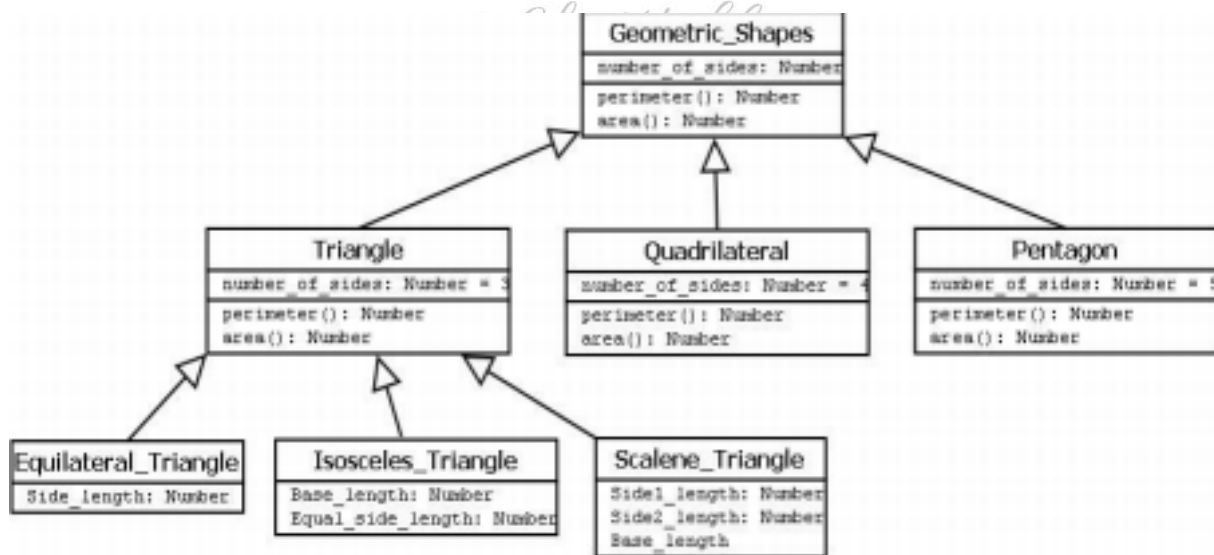 Geometric_Shapes
number_of_sides: Number
perimeter(): Number
area(): Number
Triangle
number_of_sides: Number = 3
perimeter(): Number
area(): Number
Quadrilateral
number_of_sides: Number = 4
perimeter(): Number
area(): Number
Pentagon
number_of_sides: Number = 5
perimeter(): Number
area(): Number
Equilateral_Triangle
Side_length: Number
Isosceles_Triangle
Base_length: Number
Equal_side_length: Number
Scalene_Triangle
Side1_length: Number
Side2_length: Number
Base_length